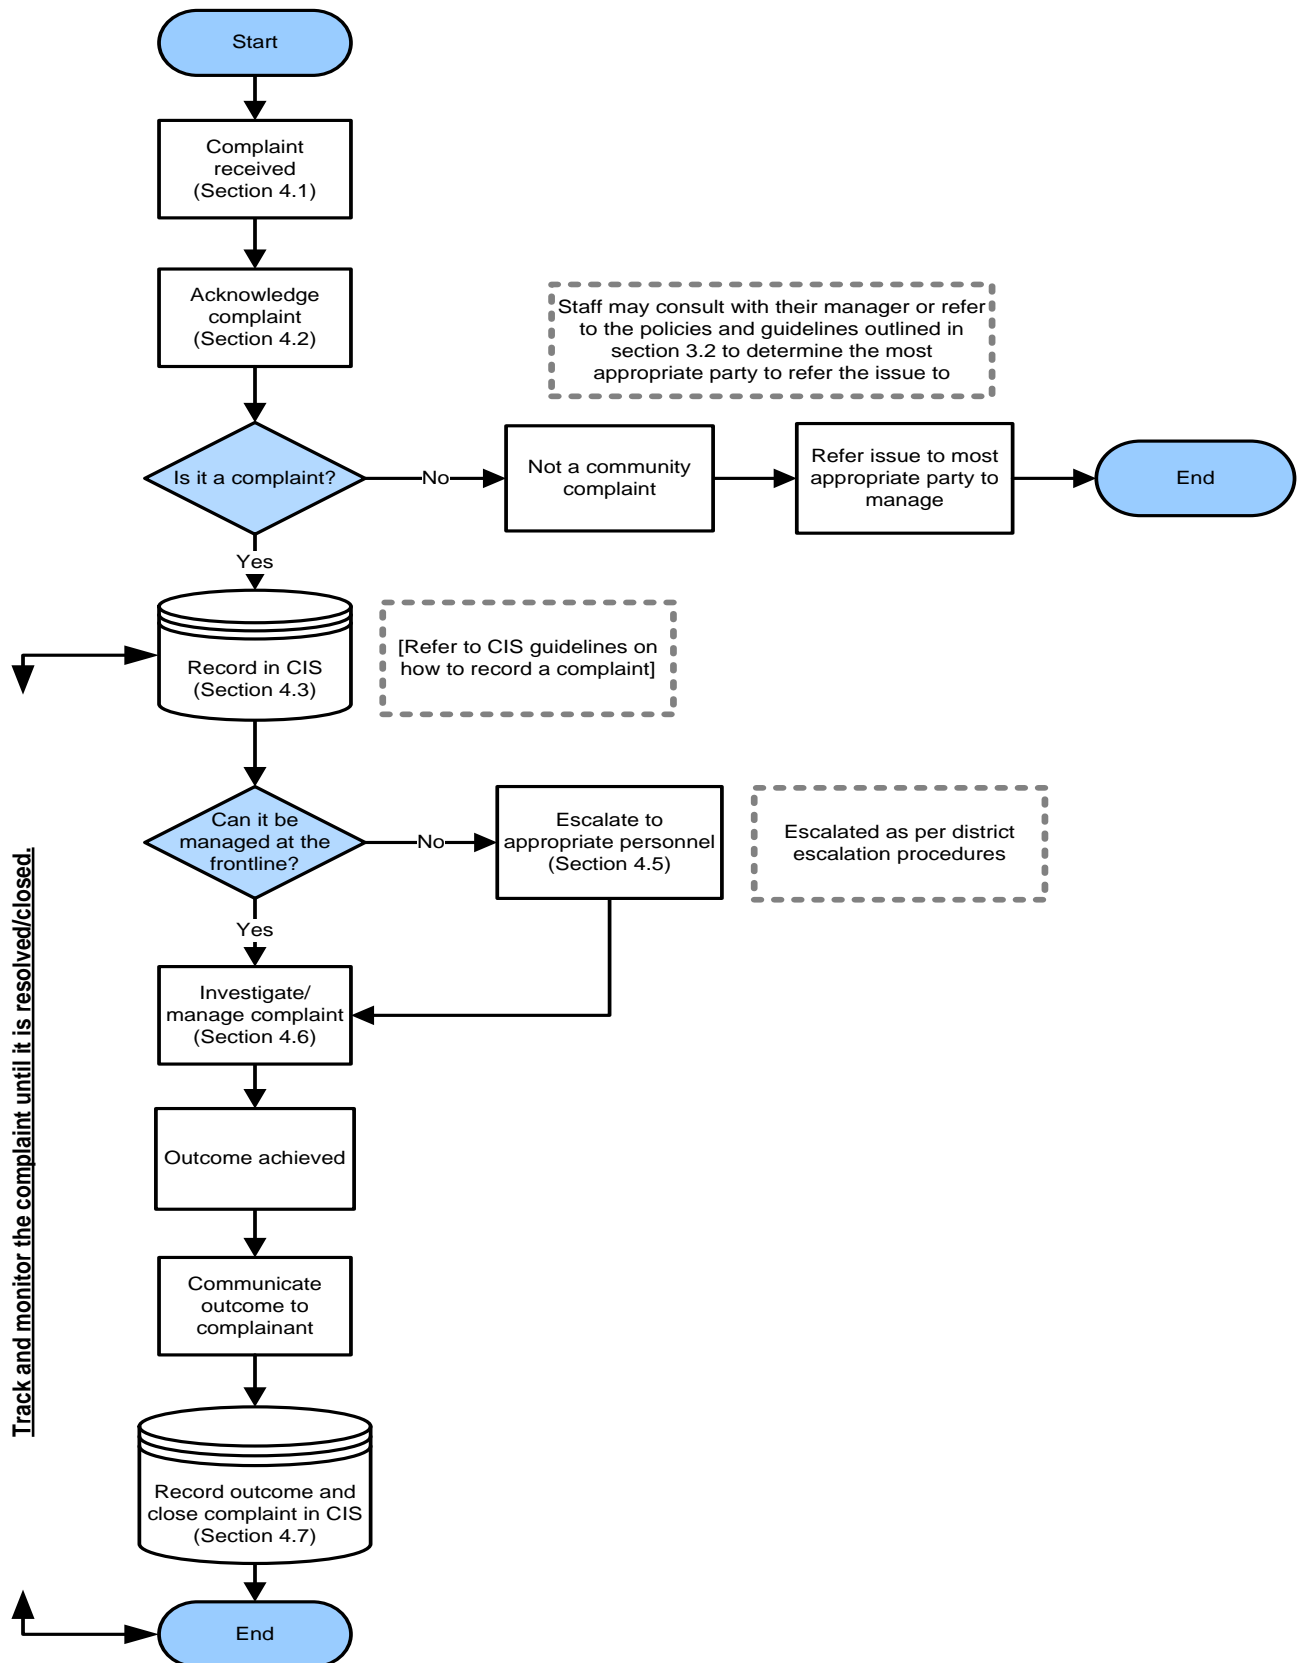 Start
Complaint
received
(Section 4.1)
Acknowledge
complaint
(Section 4.2)
Staff may consult with their manager or refer
to the policies and guidelines outlined in
section 3.2 to determine the most
appropriate party to refer the issue to
Is it a complaint?
No
Not a community
complaint
Refer issue to most
appropriate party to
manage
End
Yes
Record in CIS
(Section 4.3)
[Refer to CIS guidelines on
how to record a complaint]
Can it be
managed at the
frontline?
No
Escalate to
appropriate personnel
(Section 4.5)
Escalated as per district
escalation procedures
Yes
Investigate/
manage complaint
(Section 4.6)
Outcome achieved
Communicate
outcome to
complainant
Record outcome and
close complaint in CIS
(Section 4.7)
End
Track and monitor the complaint until it is resolved/closed.